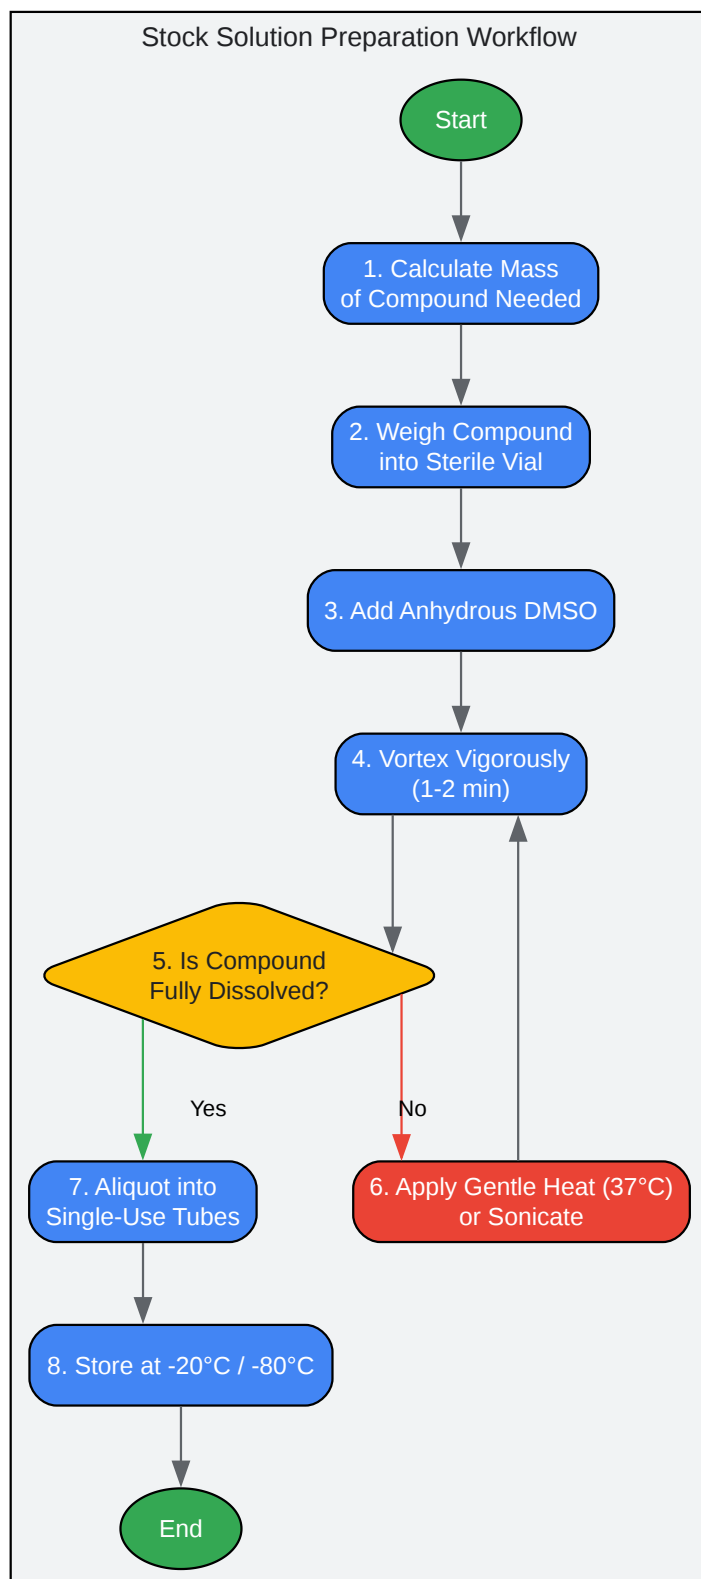 Stock Solution Preparation Workflow
Start
1. Calculate Mass
of Compound Needed
2. Weigh Compound
into Sterile Vial
3. Add Anhydrous DMSO
4. Vortex Vigorously
(1-2 min)
5. Is Compound
Fully Dissolved?
Yes
No
7. Aliquot into
Single-Use Tubes
6. Apply Gentle Heat (37°C)
or Sonicate
8. Store at -20°C / -80°C
End